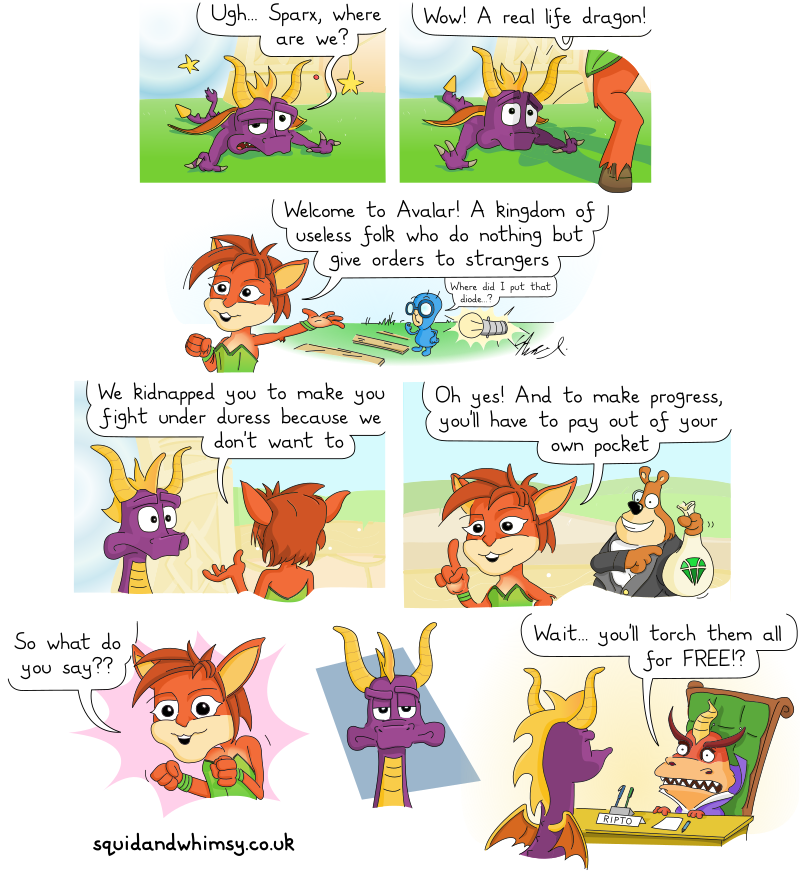 Ugh... Sparx, where
are we?
Wow! A real life dragon!
Welcome to Avalar! A kingdom of
useless folk who do nothing but
give orders to strangers
Where did I put that
diode...?
We kidnapped you to make you
fight under duress because we
don't want to
Oh yes! And to make progress,
you'll have to pay out of your
own pocket
So what do
you say??
Wait... you'll torch them all
for FREE!?
RIPTO
squidandwhimsy.co.uk